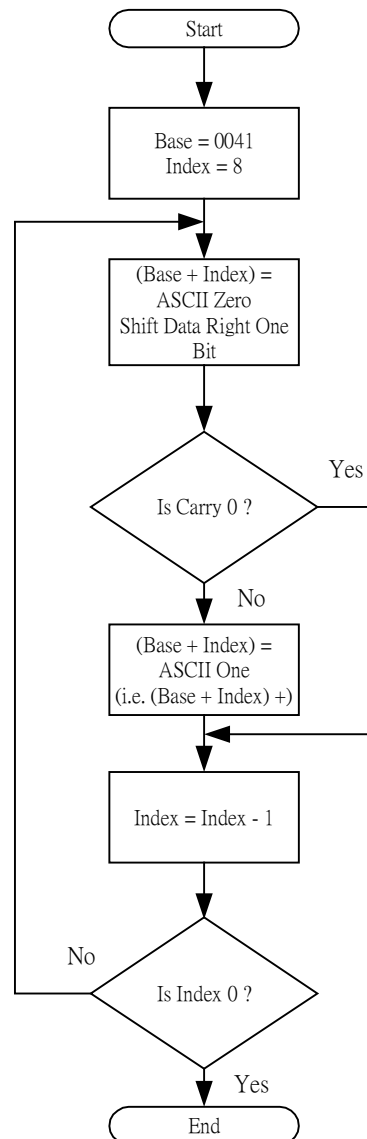 Start
Base = 0041
Index = 8
(Base + Index) =
ASCII Zero
Shift Data Right One
Bit
Is Carry 0 ?
Yes
No
(Base + Index) =
ASCII One
(i.e. (Base + Index) +)
Index = Index - 1
No
Is Index 0 ?
Yes
End